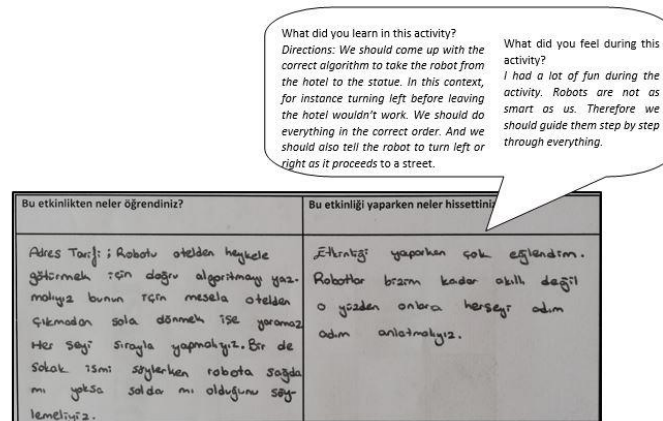 What did you learn in this activity?
Directions: We should come up with the
correct algorithm to take the robot from
the hotel to the statue. In this context,
for instance turning left before leaving
the hotel wouldn't work. We should do
everything in the correct order. And we
should also tell the robot to turn left or
right as it proceeds to a street.
What did you feel during this
activity?
I had a lot of fun during the
activity. Robots are not as
smart as us. Therefore we
should guide them step by step
through everything.
Bu etkinlikten neler öğrendiniz?
Adres Tarifi ; Robotu otelden heykele
götürmek için doğru algoritmayı yaz-
malıyız bunun için mesela otelden
çıkmadan sola dönmek işe yaramaz
Her şeyi sırayla yapmalıyız. Bir de
sokak ismi söylerken robota sağda
mı yoksa solda mı olduğunu söy-
lemeliyiz.
Bu etkinliği yaparken neler hissettiniz
Etkinliği yaparken çok eğlendim.
Robotlar bizim kadar akıllı değil
o yüzden onlara herşeyi adım
adım anlatmalıyız.